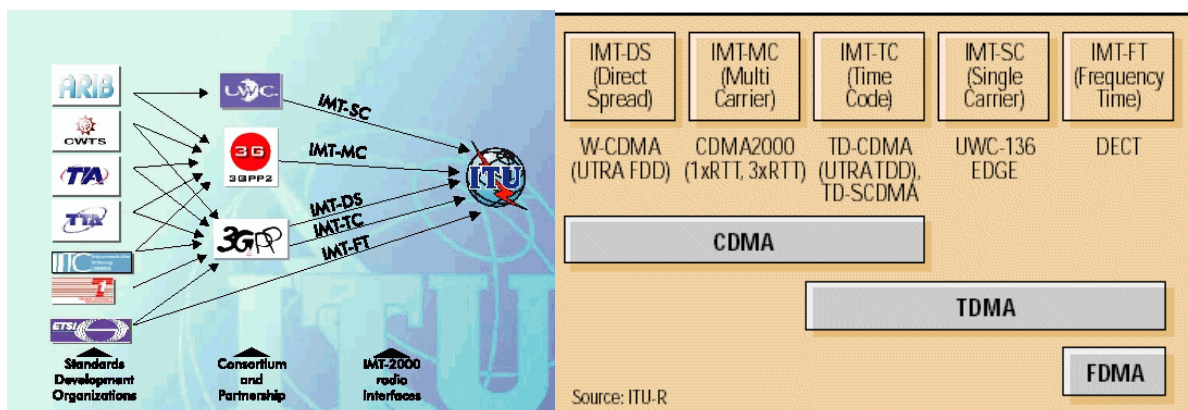 ARIB
CWTS
TIA
TTA
TTC
T1
ETSI
UWC
3G
3GPP2
3GPP
IMT-SC
IMT-MC
IMT-DS
IMT-TC
IMT-FT
ITU
Standards
Development
Organizations
Consortium
and
Partnership
IMT-2000
radio
Interfaces
ITU
IMT-DS
(Direct
Spread)
IMT-MC
(Multi
Carrier)
IMT-TC
(Time
Code)
IMT-SC
(Single
Carrier)
IMT-FT
(Frequency
Time)
W-CDMA
(UTRA FDD)
CDMA2000
(1xRTT, 3xRTT)
TD-CDMA
(UTRA TDD),
TD-SCDMA
UWC-136
EDGE
DECT
CDMA
TDMA
FDMA
Source: ITU-R